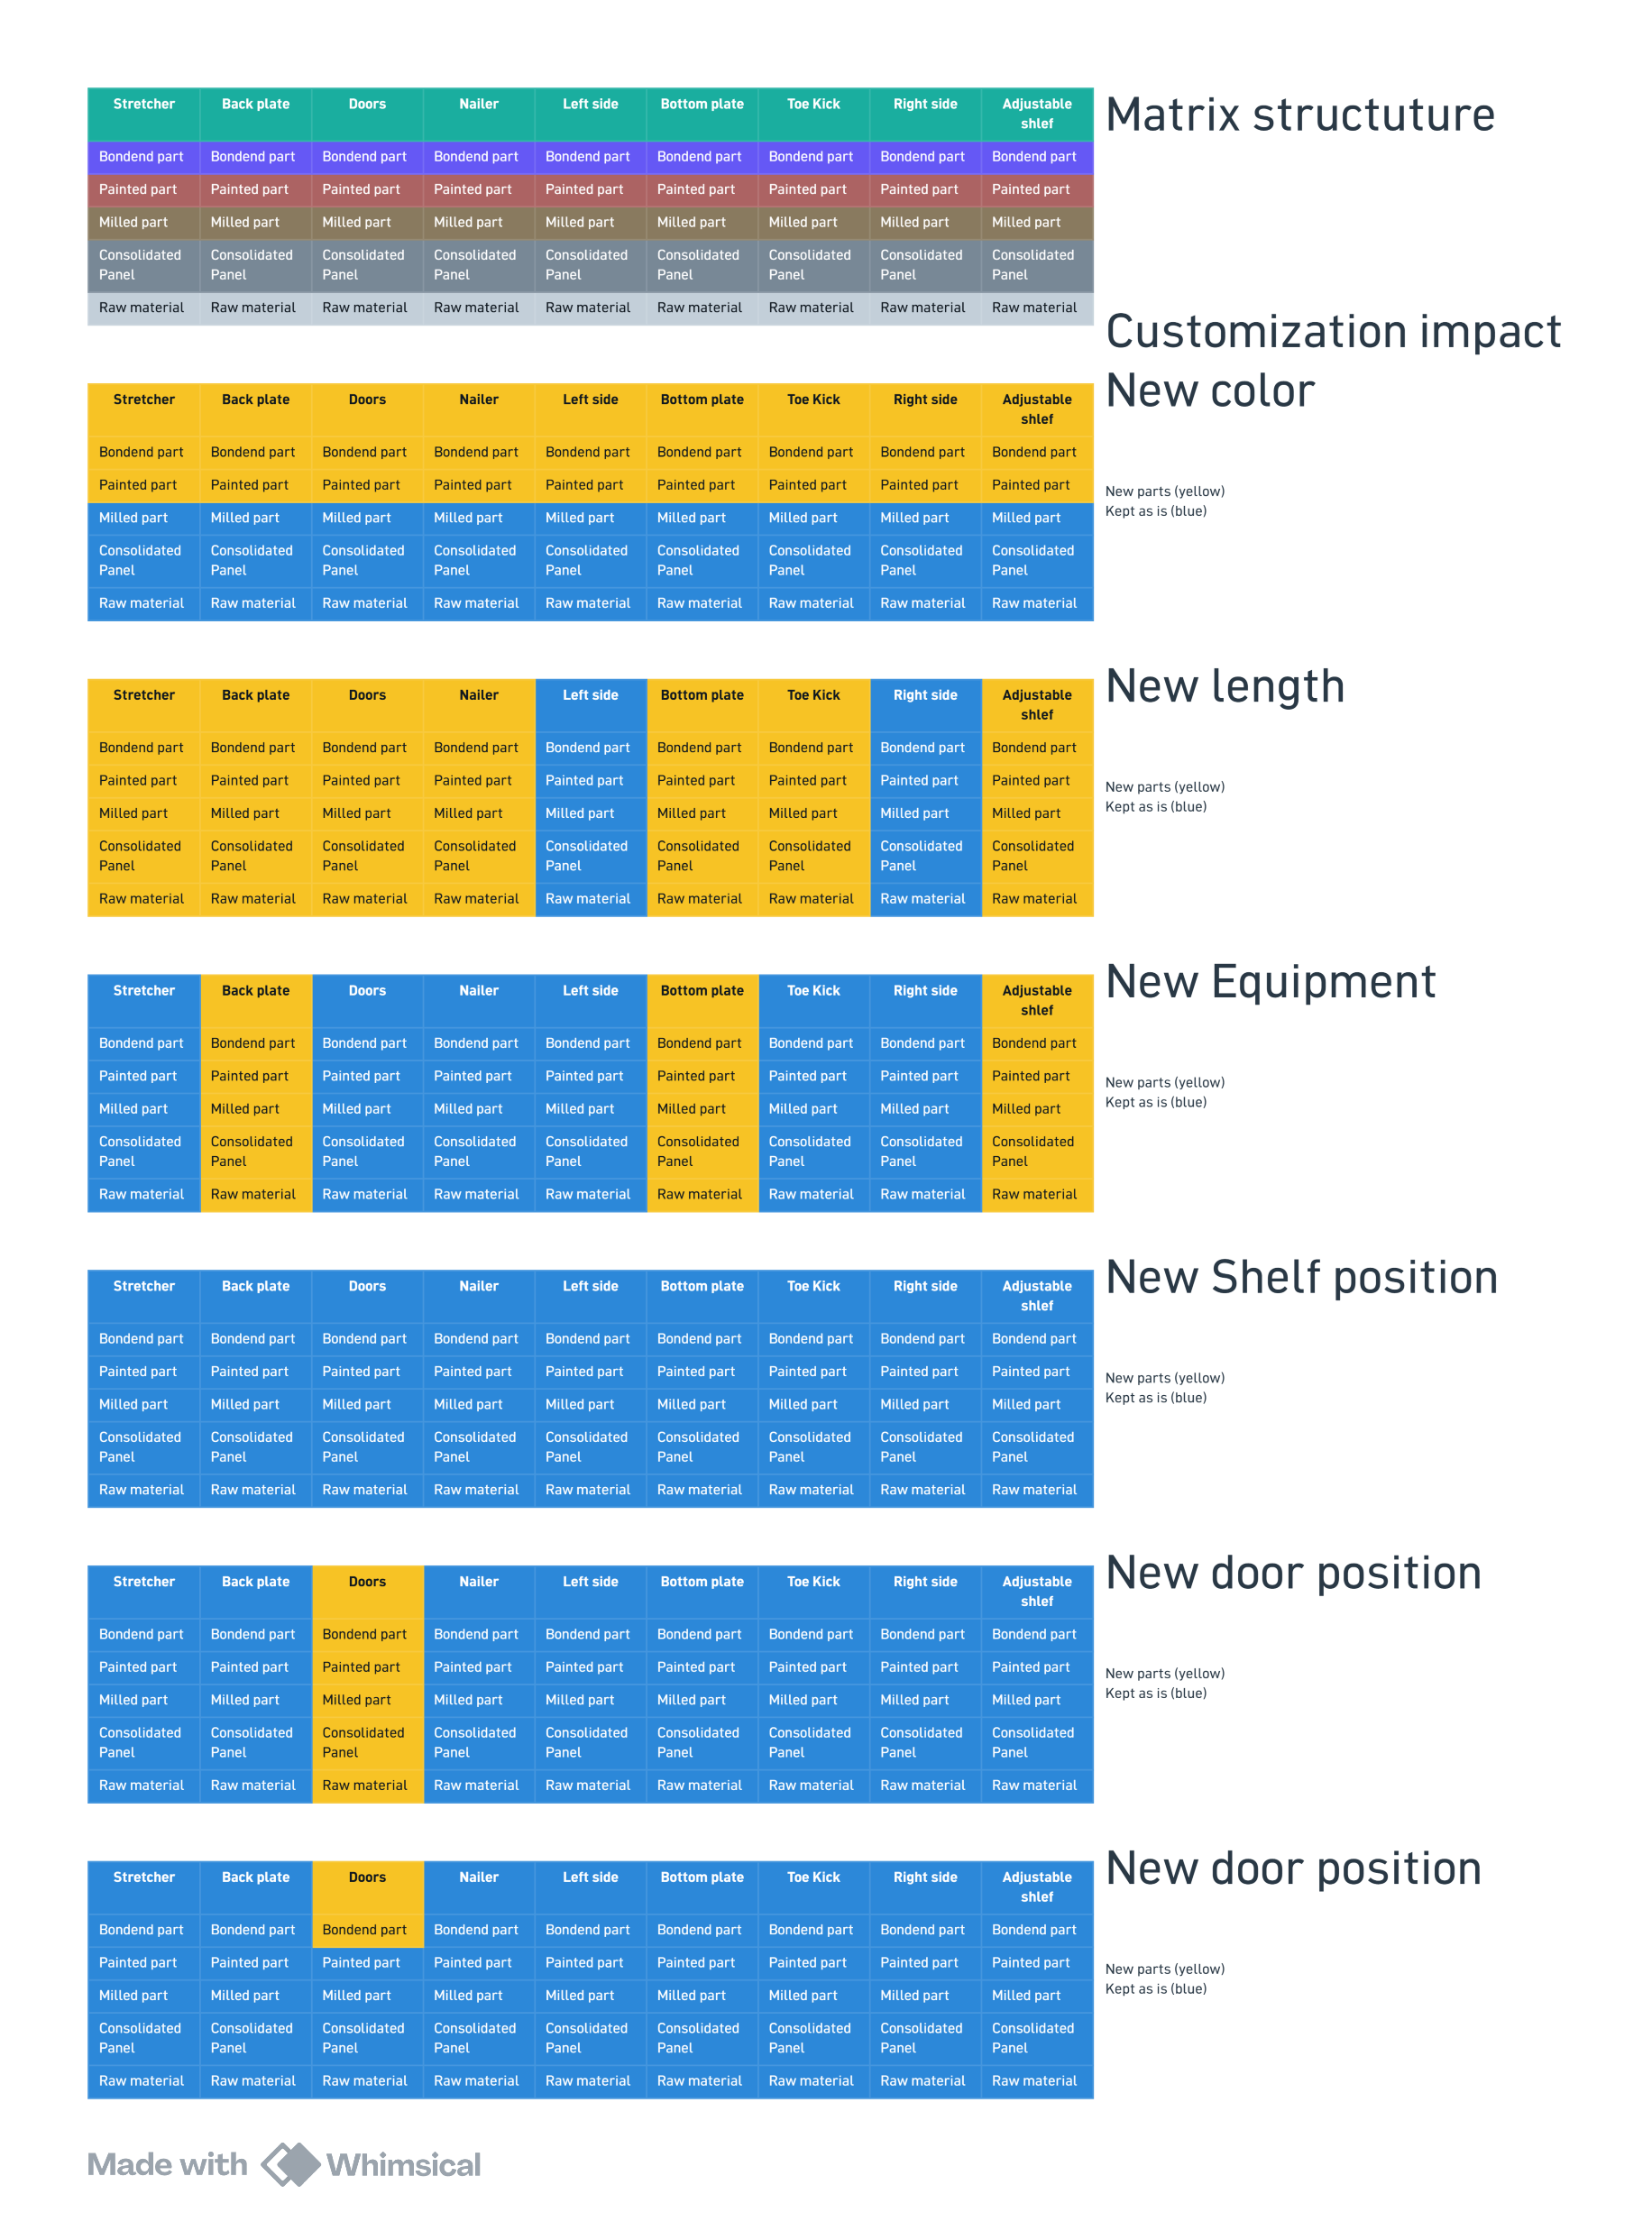 Matrix structuture
Stretcher Back plate Doors Nailer Left side Bottom plate Toe Kick Right side Adjustable
shlef
Bondend part Bondend part Bondend part Bondend part Bondend part Bondend part Bondend part Bondend part Bondend part
Painted part Painted part Painted part Painted part Painted part Painted part Painted part Painted part Painted part
Milled part Milled part Milled part Milled part Milled part Milled part Milled part Milled part Milled part
Consolidated Consolidated Consolidated Consolidated Consolidated Consolidated Consolidated Consolidated Consolidated
Panel Panel Panel Panel Panel Panel Panel Panel Panel
Raw material Raw material Raw material Raw material Raw material Raw material Raw material Raw material Raw material
Customization impact
New color
Stretcher Back plate Doors Nailer Left side Bottom plate Toe Kick Right side Adjustable
shlef
Bondend part Bondend part Bondend part Bondend part Bondend part Bondend part Bondend part Bondend part Bondend part
Painted part Painted part Painted part Painted part Painted part Painted part Painted part Painted part Painted part
Milled part Milled part Milled part Milled part Milled part Milled part Milled part Milled part Milled part
Consolidated Consolidated Consolidated Consolidated Consolidated Consolidated Consolidated Consolidated Consolidated
Panel Panel Panel Panel Panel Panel Panel Panel Panel
Raw material Raw material Raw material Raw material Raw material Raw material Raw material Raw material Raw material
New parts (yellow)
Kept as is (blue)
New length
Stretcher Back plate Doors Nailer Left side Bottom plate Toe Kick Right side Adjustable
shlef
Bondend part Bondend part Bondend part Bondend part Bondend part Bondend part Bondend part Bondend part Bondend part
Painted part Painted part Painted part Painted part Painted part Painted part Painted part Painted part Painted part
Milled part Milled part Milled part Milled part Milled part Milled part Milled part Milled part Milled part
Consolidated Consolidated Consolidated Consolidated Consolidated Consolidated Consolidated Consolidated Consolidated
Panel Panel Panel Panel Panel Panel Panel Panel Panel
Raw material Raw material Raw material Raw material Raw material Raw material Raw material Raw material Raw material
New parts (yellow)
Kept as is (blue)
New Equipment
Stretcher Back plate Doors Nailer Left side Bottom plate Toe Kick Right side Adjustable
shlef
Bondend part Bondend part Bondend part Bondend part Bondend part Bondend part Bondend part Bondend part Bondend part
Painted part Painted part Painted part Painted part Painted part Painted part Painted part Painted part Painted part
Milled part Milled part Milled part Milled part Milled part Milled part Milled part Milled part Milled part
Consolidated Consolidated Consolidated Consolidated Consolidated Consolidated Consolidated Consolidated Consolidated
Panel Panel Panel Panel Panel Panel Panel Panel Panel
Raw material Raw material Raw material Raw material Raw material Raw material Raw material Raw material Raw material
New parts (yellow)
Kept as is (blue)
New Shelf position
Stretcher Back plate Doors Nailer Left side Bottom plate Toe Kick Right side Adjustable
shlef
Bondend part Bondend part Bondend part Bondend part Bondend part Bondend part Bondend part Bondend part Bondend part
Painted part Painted part Painted part Painted part Painted part Painted part Painted part Painted part Painted part
Milled part Milled part Milled part Milled part Milled part Milled part Milled part Milled part Milled part
Consolidated Consolidated Consolidated Consolidated Consolidated Consolidated Consolidated Consolidated Consolidated
Panel Panel Panel Panel Panel Panel Panel Panel Panel
Raw material Raw material Raw material Raw material Raw material Raw material Raw material Raw material Raw material
New parts (yellow)
Kept as is (blue)
New door position
Stretcher Back plate Doors Nailer Left side Bottom plate Toe Kick Right side Adjustable
shlef
Bondend part Bondend part Bondend part Bondend part Bondend part Bondend part Bondend part Bondend part Bondend part
Painted part Painted part Painted part Painted part Painted part Painted part Painted part Painted part Painted part
Milled part Milled part Milled part Milled part Milled part Milled part Milled part Milled part Milled part
Consolidated Consolidated Consolidated Consolidated Consolidated Consolidated Consolidated Consolidated Consolidated
Panel Panel Panel Panel Panel Panel Panel Panel Panel
Raw material Raw material Raw material Raw material Raw material Raw material Raw material Raw material Raw material
New parts (yellow)
Kept as is (blue)
New door position
Stretcher Back plate Doors Nailer Left side Bottom plate Toe Kick Right side Adjustable
shlef
Bondend part Bondend part Bondend part Bondend part Bondend part Bondend part Bondend part Bondend part Bondend part
Painted part Painted part Painted part Painted part Painted part Painted part Painted part Painted part Painted part
Milled part Milled part Milled part Milled part Milled part Milled part Milled part Milled part Milled part
Consolidated Consolidated Consolidated Consolidated Consolidated Consolidated Consolidated Consolidated Consolidated
Panel Panel Panel Panel Panel Panel Panel Panel Panel
Raw material Raw material Raw material Raw material Raw material Raw material Raw material Raw material Raw material
New parts (yellow)
Kept as is (blue)
Made with Whimsical